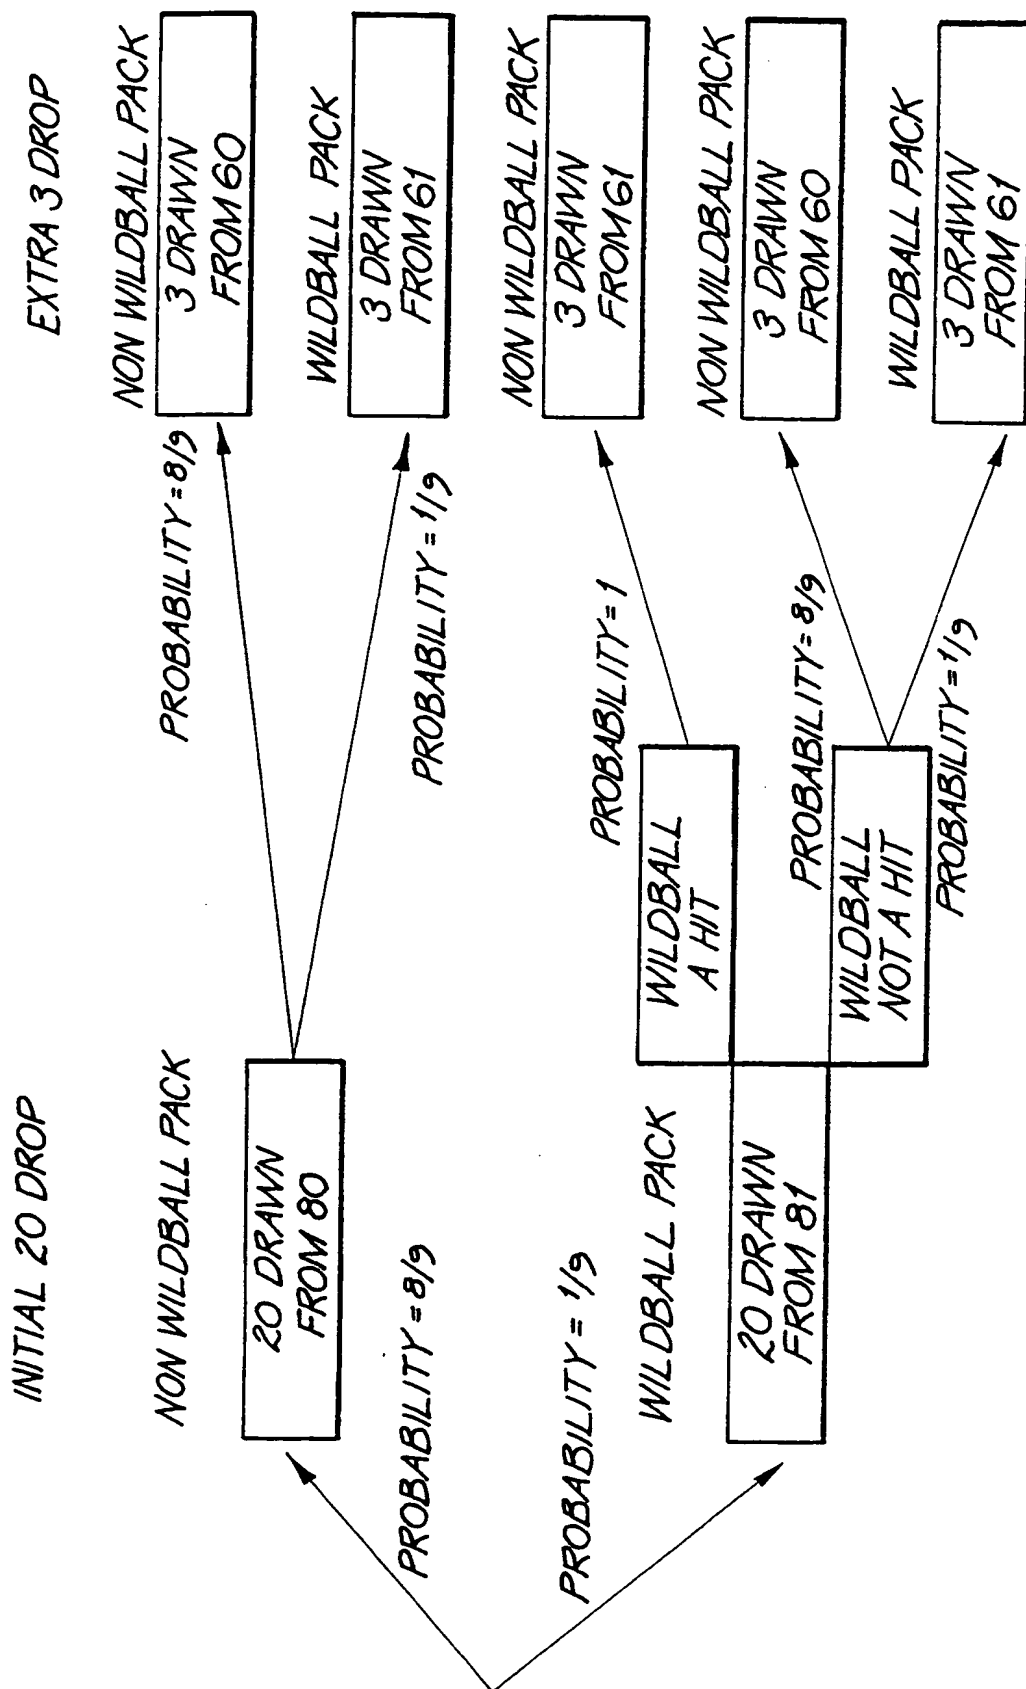 INITIAL 20 DROP
EXTRA 3 DROP
NON WILDBALL PACK
20 DRAWN
FROM 80
PROBABILITY = 8/9
PROBABILITY = 8/9
NON WILDBALL PACK
3 DRAWN
FROM 60
PROBABILITY = 1/9
WILDBALL PACK
3 DRAWN
FROM 61
PROBABILITY = 1/9
WILDBALL PACK
20 DRAWN
FROM 81
WILDBALL
A HIT
PROBABILITY = 1
NON WILDBALL PACK
3 DRAWN
FROM 61
WILDBALL
NOT A HIT
PROBABILITY = 8/9
NON WILDBALL PACK
3 DRAWN
FROM 60
PROBABILITY = 1/9
WILDBALL PACK
3 DRAWN
FROM 61